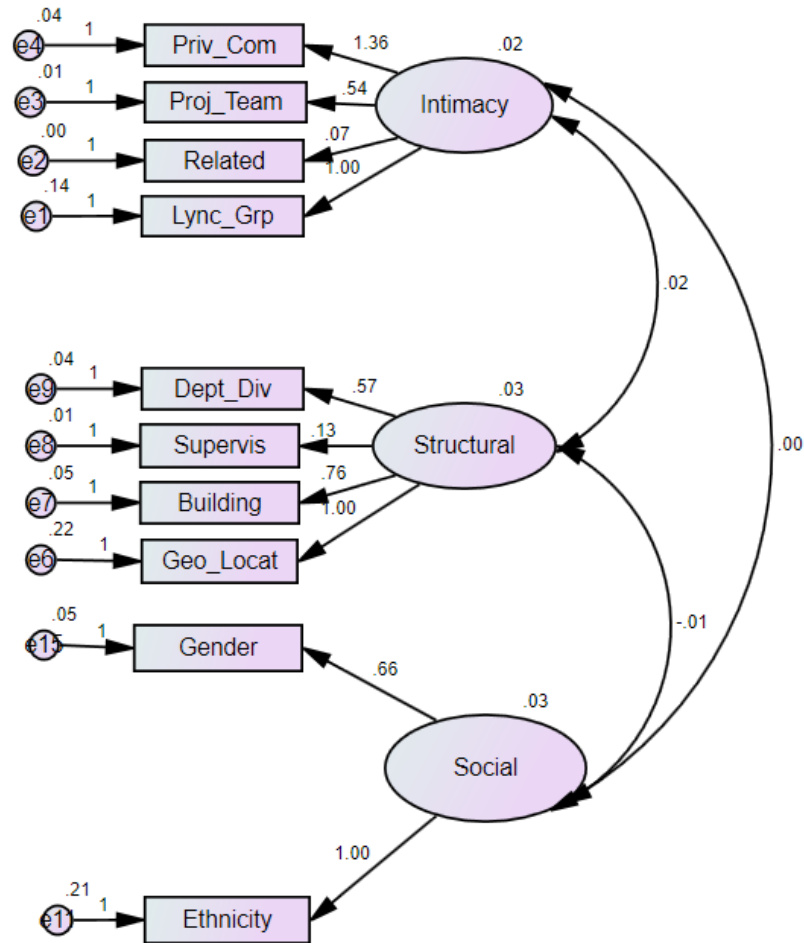 .04
e4
1
Priv_Com
1.36
.02
Intimacy
.01
e3
1
Proj_Team
.54
.00
e2
1
Related
.07
1.00
.14
e1
1
Lync_Grp
.02
.04
e9
1
Dept_Div
.57
.03
Structural
.01
e8
1
Supervis
.13
.00
.05
e7
1
Building
.76
1.00
.22
e6
1
Geo_Locat
.05
e15
1
Gender
-.01
.66
.03
Social
1.00
.21
e11
1
Ethnicity